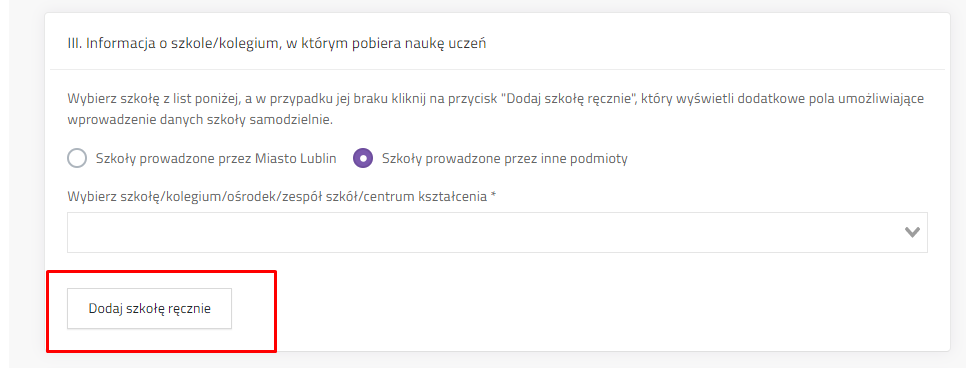 III. Informacja o szkole/kolegium, w którym pobiera naukę uczeń
Wybierz szkołę z list poniżej, a w przypadku jej braku kliknij na przycisk "Dodaj szkołę ręcznie", który wyświetli dodatkowe pola umożliwiające
wprowadzenie danych szkoły samodzielnie.
Szkoły prowadzone przez Miasto Lublin Szkoły prowadzone przez inne podmioty
Wybierz szkołę/kolegium/ośrodek/zespół szkół/centrum kształcenia *
Dodaj szkołę ręcznie